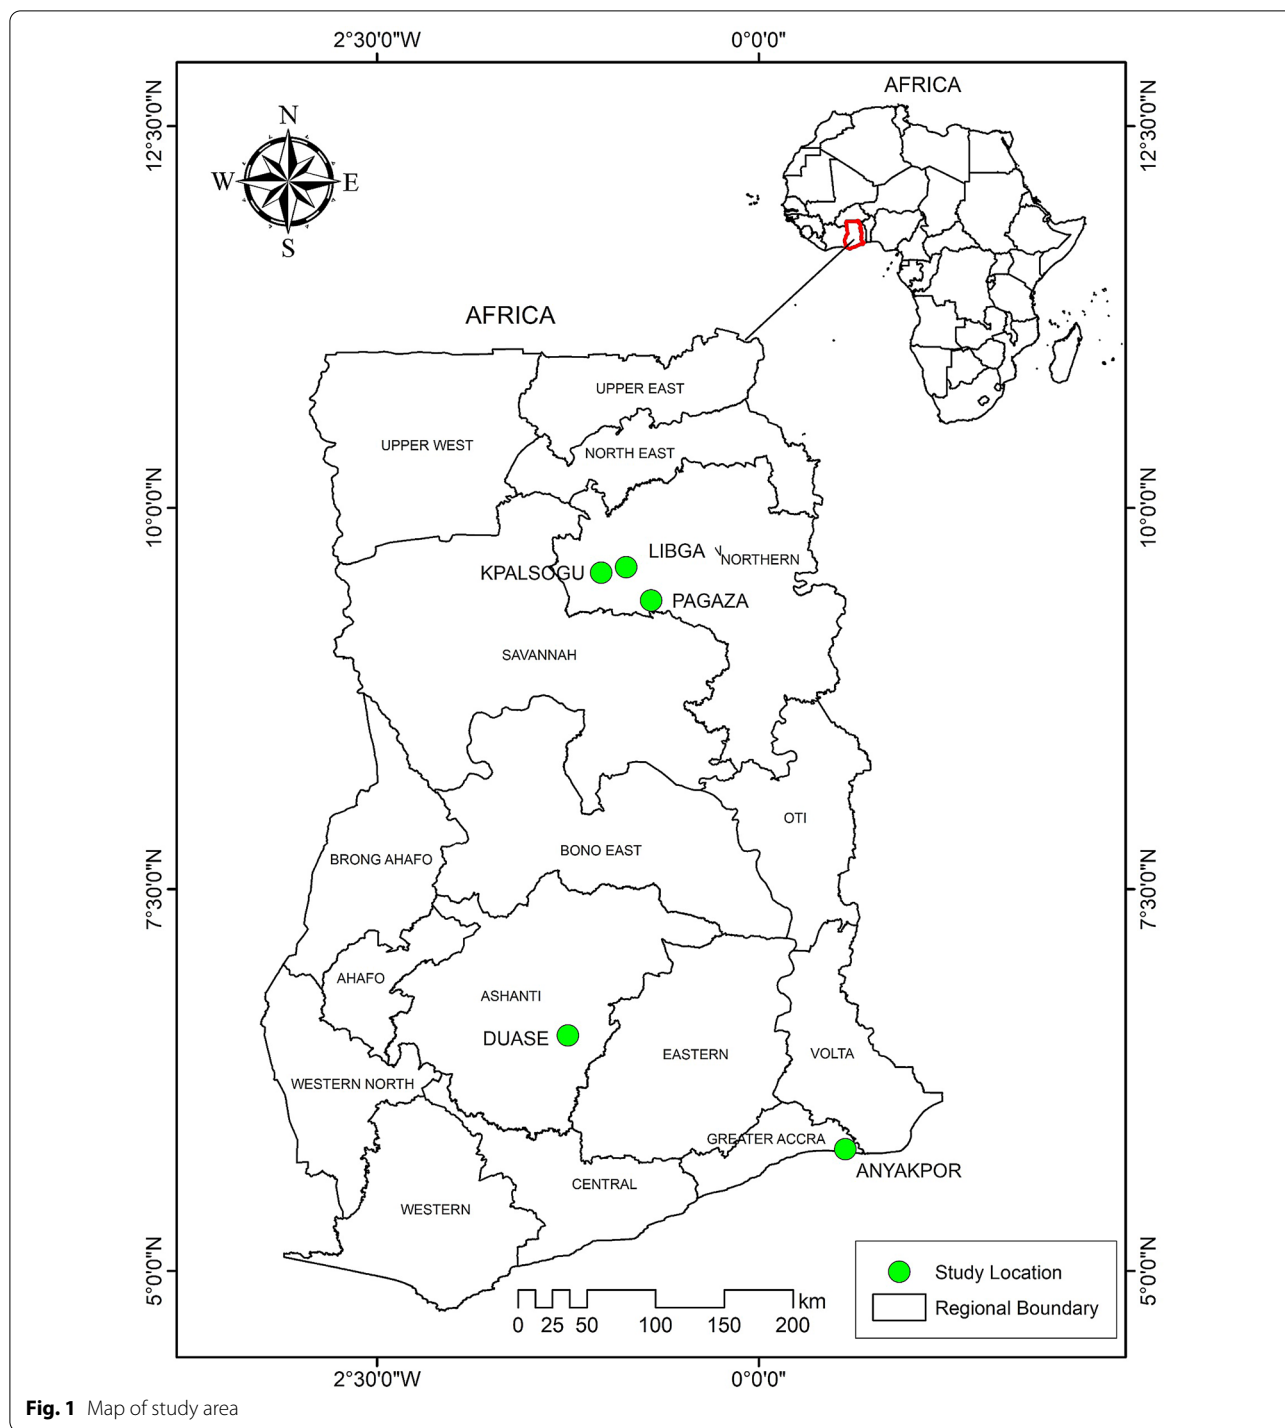 2°30'0"W 0°0'0"
AFRICA
12°30'0"N 12°30'0"N
N
W E
S
AFRICA
UPPER EAST
UPPER WEST
NORTH EAST
10°0'0"N 10°0'0"N
LIBGA NORTHERN
KPALSOGU
PAGAZA
SAVANNAH
OTI
BONO EAST
BRONG AHAFO
7°30'0"N 7°30'0"N
AHAFO
ASHANTI
DUASE
EASTERN VOLTA
WESTERN NORTH
GREATER ACCRA
ANYAKPOR
CENTRAL
WESTERN
5°0'0"N 5°0'0"N
Study Location
km
Regional Boundary
0 25 50 100 150 200
2°30'0"W 0°0'0"
Fig. 1 Map of study area